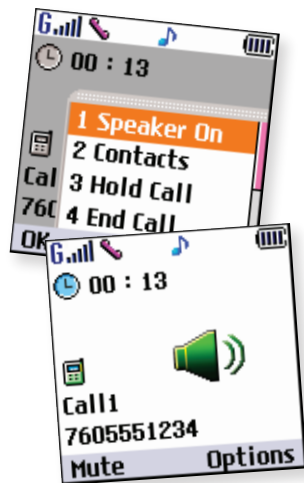 G
00 : 13
1 Speaker On
2 Contacts
3 Hold Call
4 End Call
Cal
760
OK
G
00 : 13
Call1
7605551234
Mute Options